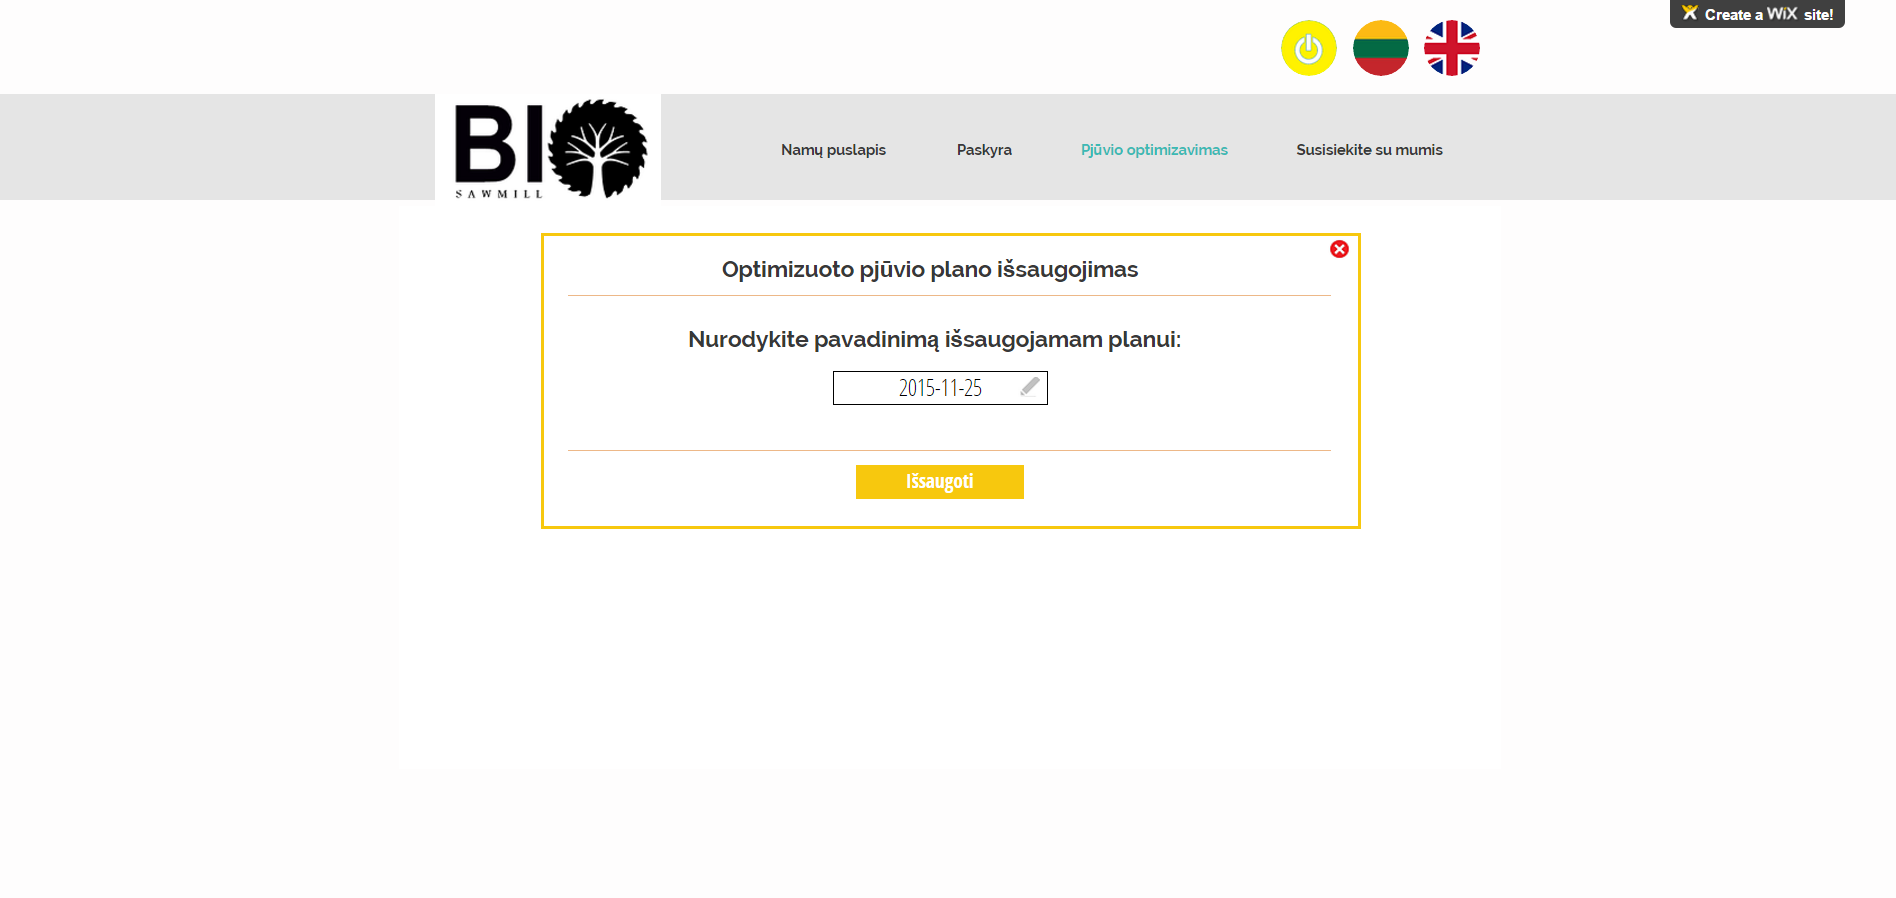 Create a WiX site!
BIO
SAWMILL
Namų puslapis
Paskyra
Pjūvio optimizavimas
Susisiekite su mumis
Optimizuoto pjūvio plano išsaugojimas
Nurodykite pavadinimą išsaugojamam planui:
2015-11-25
Išsaugoti